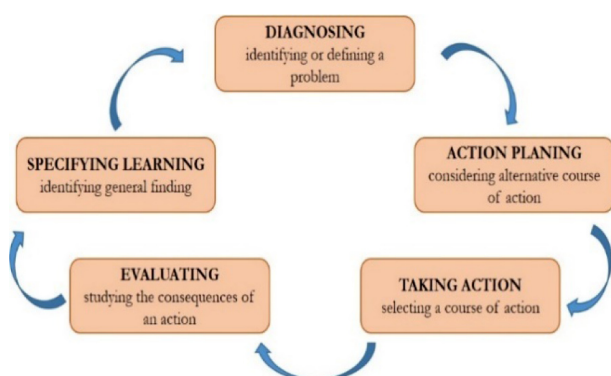 DIAGNOSING
identifying or defining a
problem
ACTION PLANING
considering alternative course
of action
TAKING ACTION
selecting a course of action
EVALUATING
studying the consequences of
an action
SPECIFYING LEARNING
identifying general finding